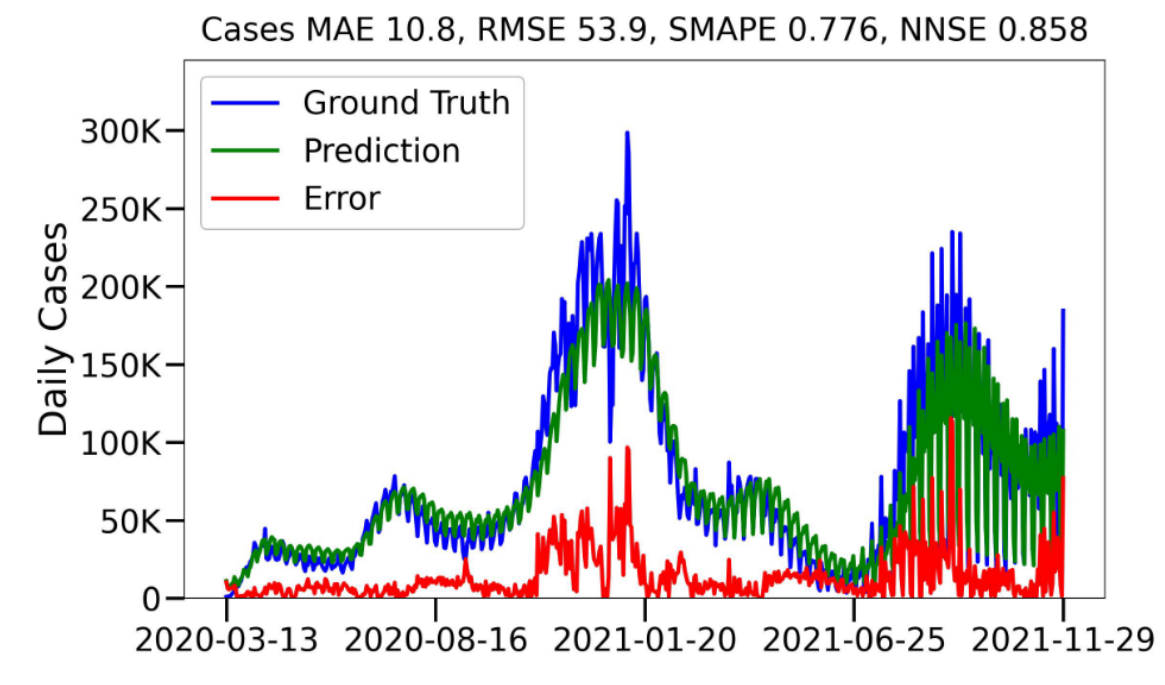 Cases MAE 10.8, RMSE 53.9, SMAPE 0.776, NNSE 0.858
Ground Truth
Prediction
Error
Daily Cases
300K
250K
200K
150K
100K
50K
0
2020-03-13 2020-08-16 2021-01-20 2021-06-25 2021-11-29